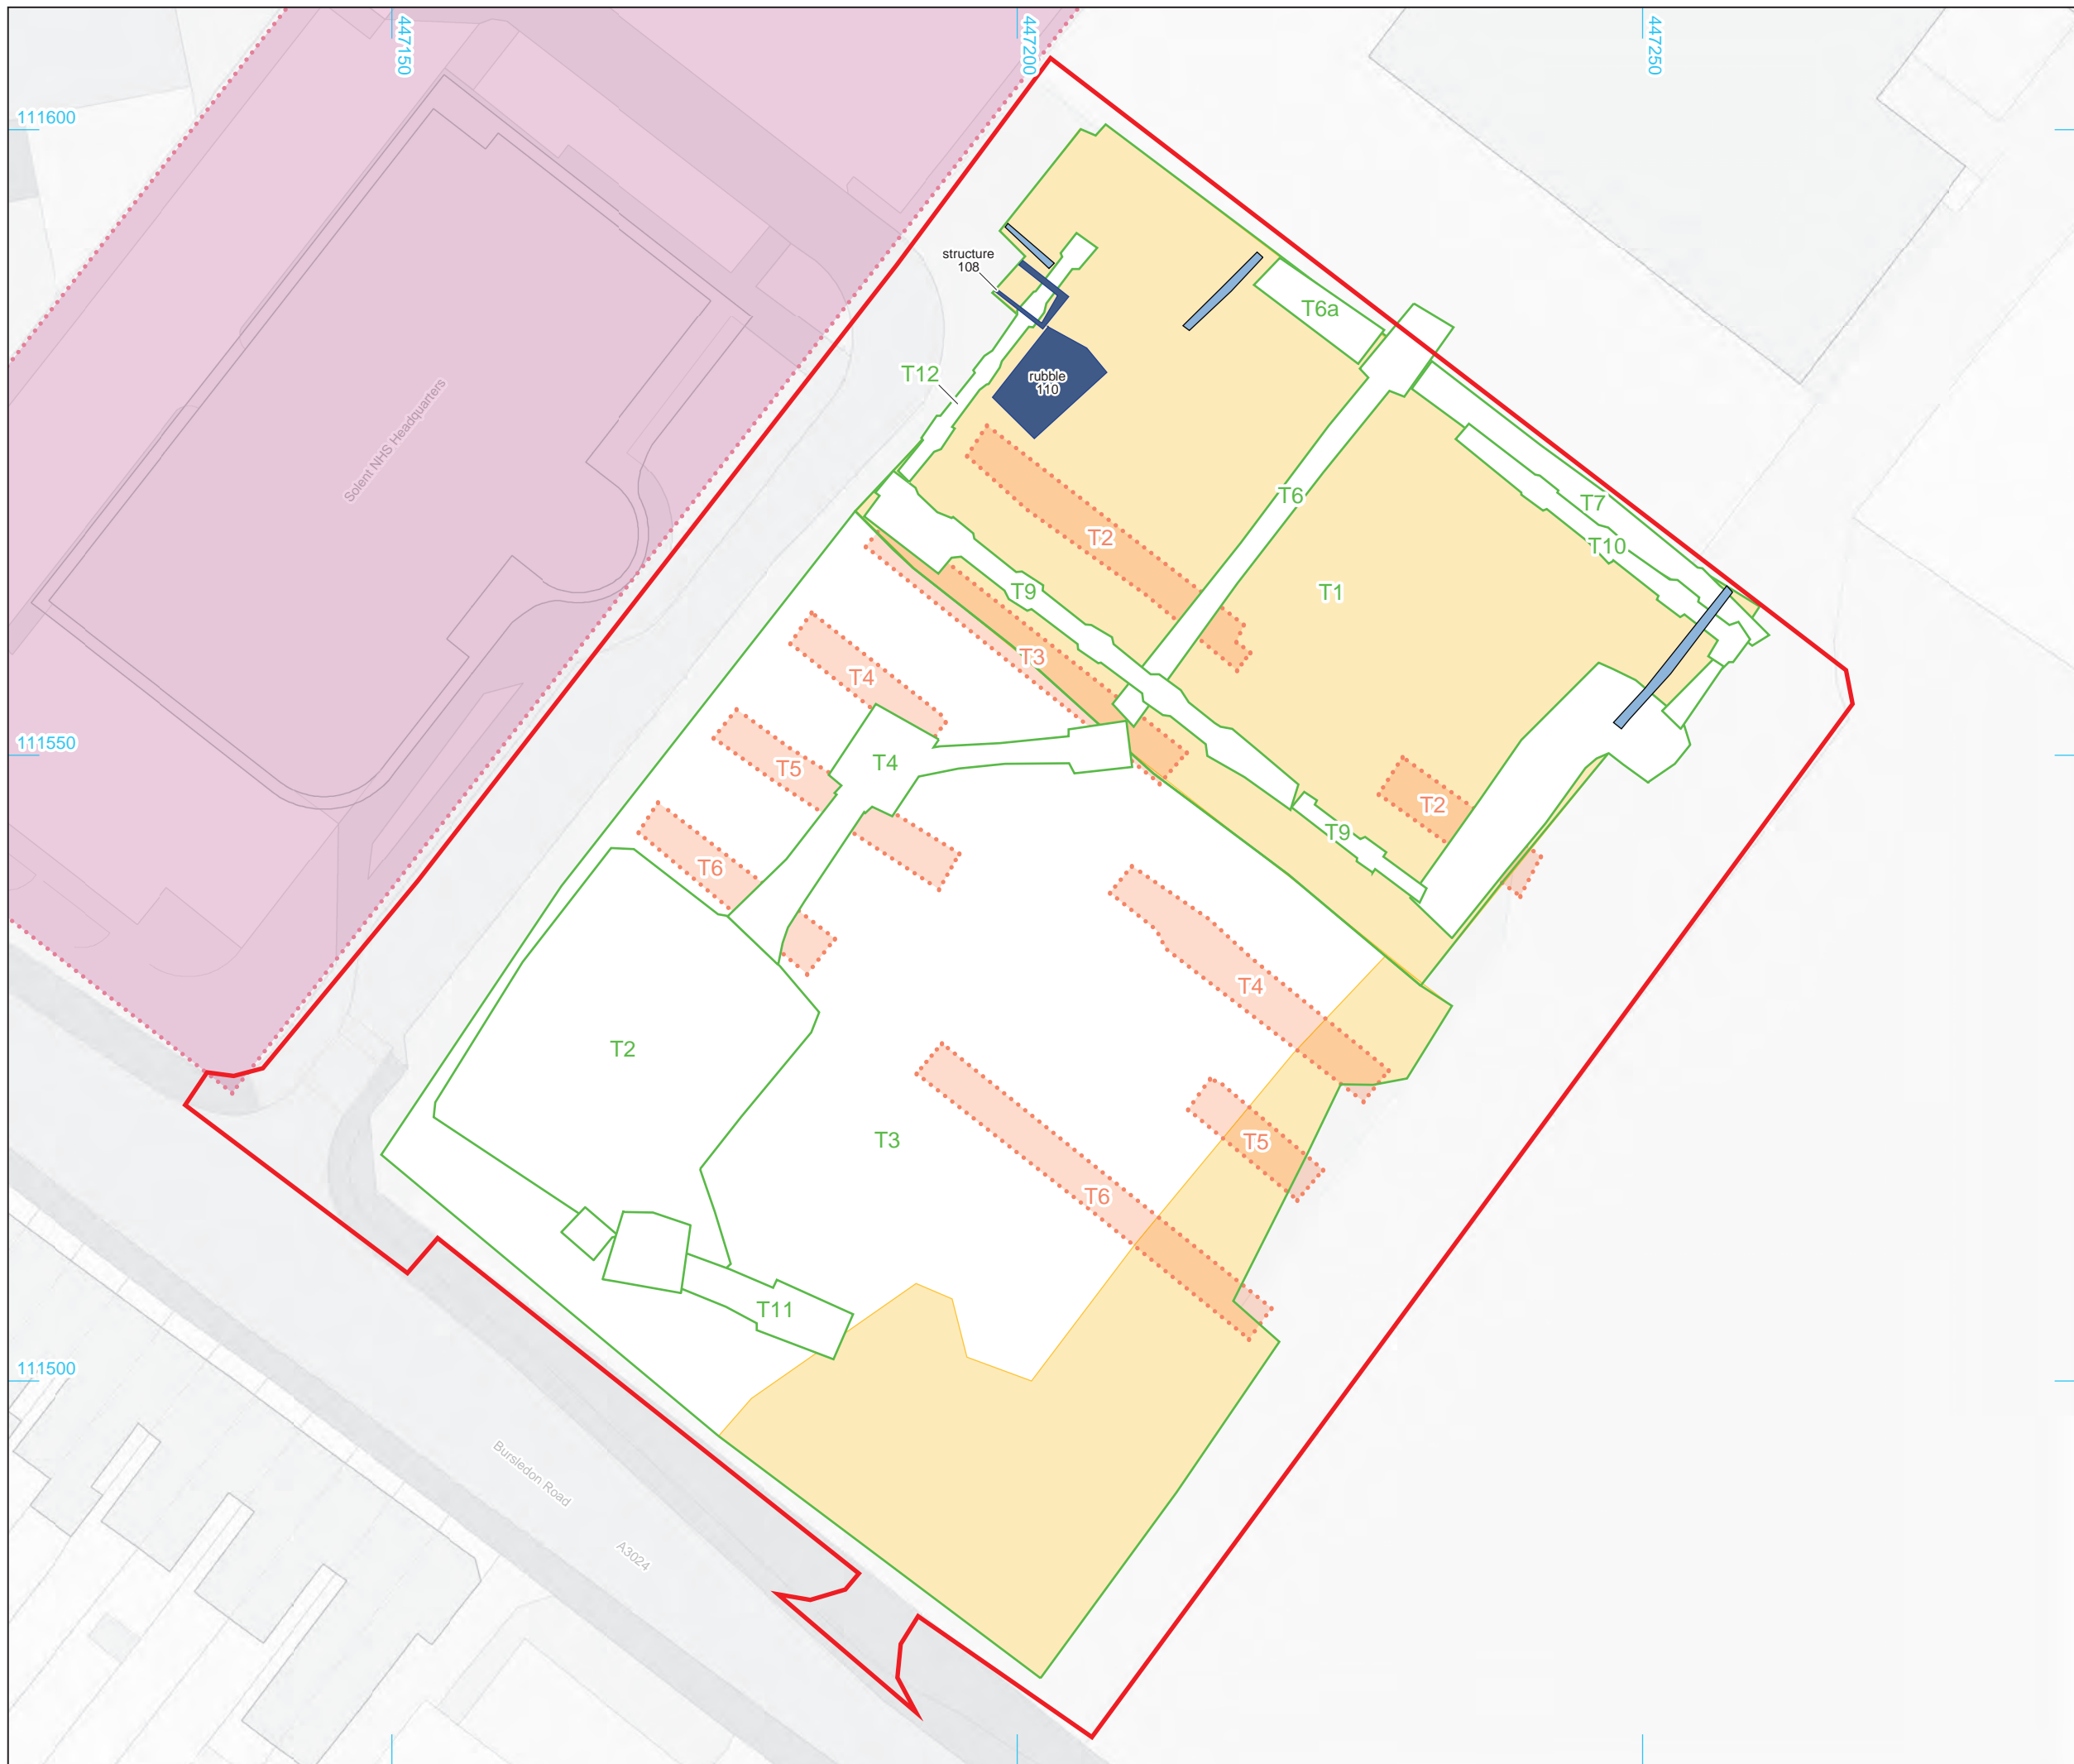 447150
447200
447250
111600
structure
108
T6a
T12
rubble
110
Solent NHS Headquarters
T6
T7
T2
T10
T9
T1
T3
T4
111550
T5
T4
T2
T9
T6
T4
T2
T3
T5
T6
T11
111500
Bursledon Road
A3024